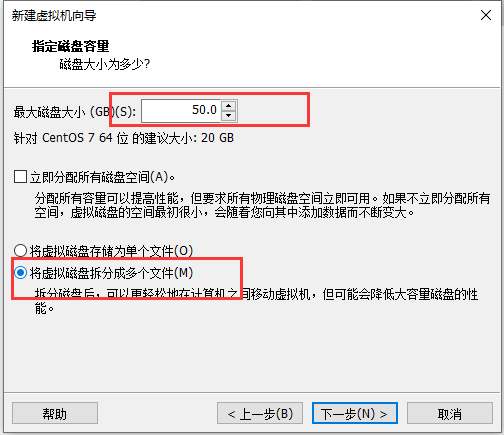 新建虚拟机向导
指定磁盘容量
磁盘大小为多少?
最大磁盘大小 (GB)(S): 50.0
针对 CentOS 7 64 位 的建议大小: 20 GB
立即分配所有磁盘空间(A)。
分配所有容量可以提高性能，但要求所有物理磁盘空间立即可用。如果不立即分配所有
空间，虚拟磁盘的空间最初很小，会随着您向其中添加数据而不断变大。
将虚拟磁盘存储为单个文件(O)
将虚拟磁盘拆分成多个文件(M)
拆分磁盘后，可以更轻松地在计算机之间移动虚拟机，但可能会降低大容量磁盘的性
能。
帮助 < 上一步(B) 下一步(N) > 取消